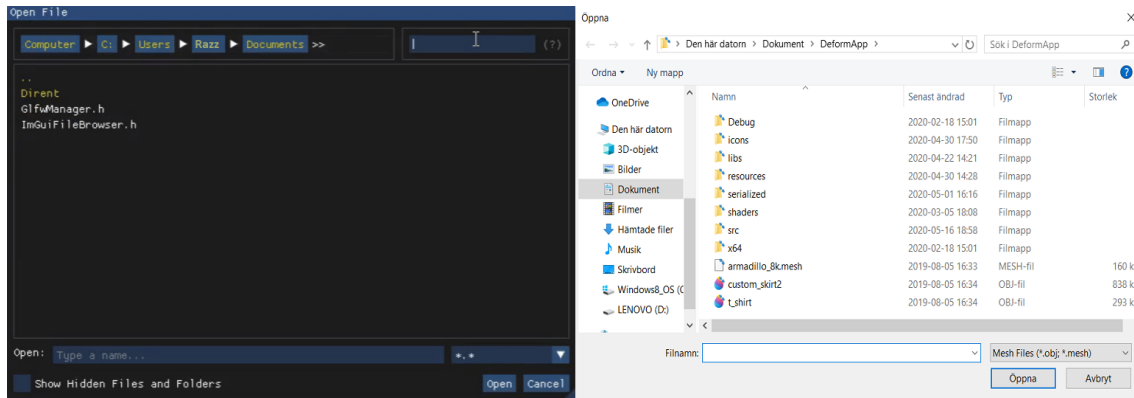 Open File
Computer C: Users Razz Documents >>
(?)
..
Dirent
GlfwManager.h
ImGuiFileBrowser.h
Open: Type a name... *.*
Show Hidden Files and Folders Open Cancel
Öppna
Den här datorn > Dokument > DeformApp > Sök i DeformApp
Ordna Ny mapp
Namn Senast ändrad Typ Storlek
OneDrive
Den här datorn
3D-objekt
Bilder
Dokument
Filmer
Hämtade filer
Musik
Skrivbord
Windows8_OS (C
LENOVO (D:)
Debug 2020-02-18 15:01 Filmapp
icons 2020-04-30 17:50 Filmapp
libs 2020-04-22 14:21 Filmapp
resources 2020-04-30 14:28 Filmapp
serialized 2020-05-01 16:16 Filmapp
shaders 2020-03-05 18:08 Filmapp
src 2020-05-16 18:58 Filmapp
x64 2020-02-18 15:01 Filmapp
armadillo_8k.mesh 2019-08-05 16:33 MESH-fil 160 k
custom_skirt2 2019-08-05 16:34 OBJ-fil 838 k
t_shirt 2019-08-05 16:34 OBJ-fil 293 k
Filnamn: Mesh Files (*.obj; *.mesh)
Öppna Avbryt